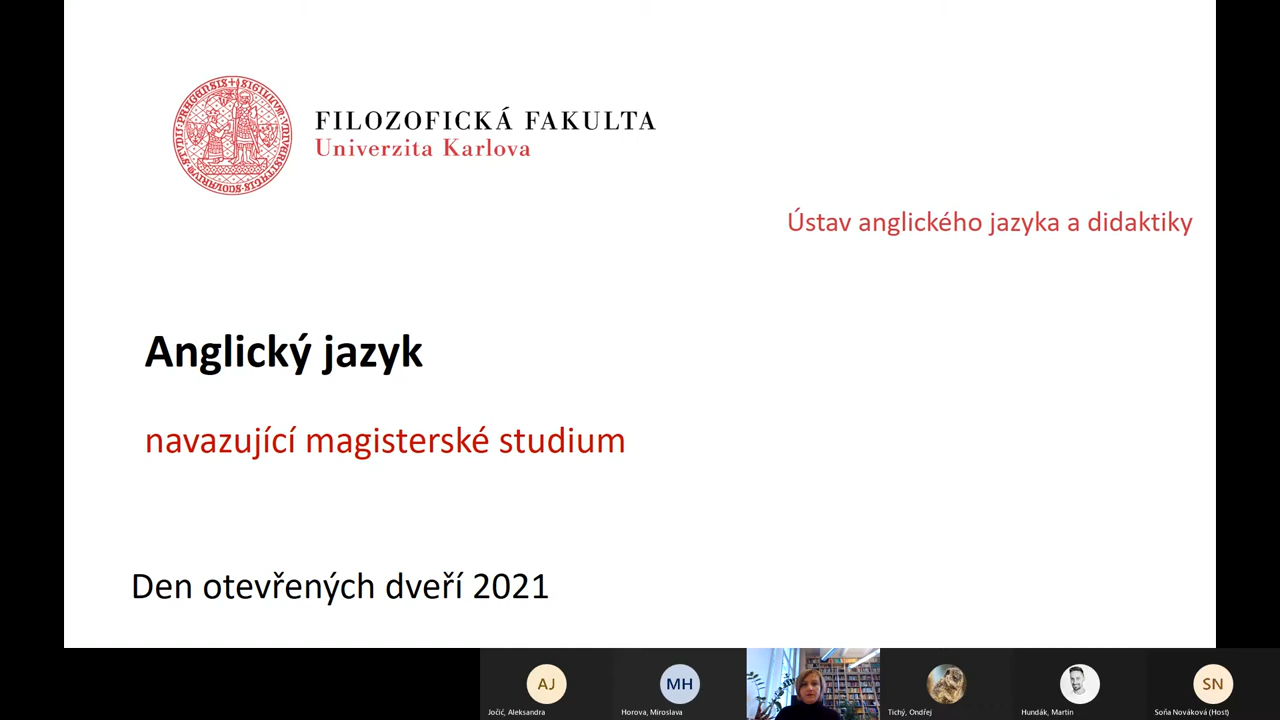 FILOZOFICKÁ FAKULTA
Univerzita Karlova
Ústav anglického jazyka a didaktiky
Anglický jazyk
navazující magisterské studium
Den otevřených dveří 2021
AJ
MH
SN
Jočić, Aleksandra
Horova, Miroslava
Tichý, Ondřej
Hundák, Martin
Soňa Nováková (Host)